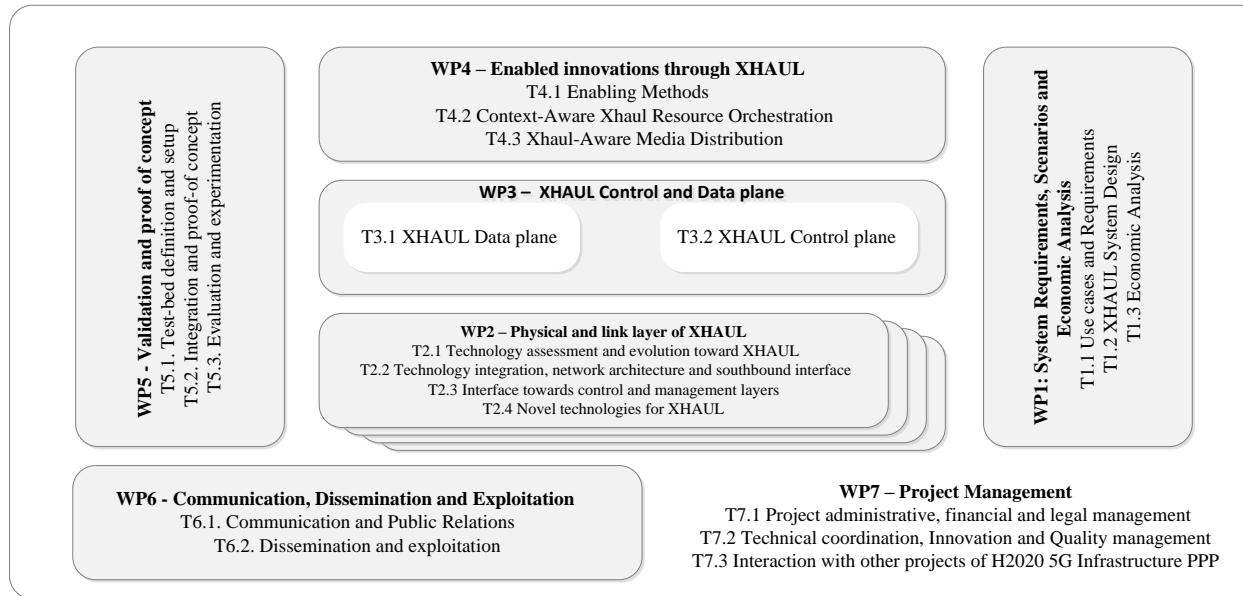 WP5 - Validation and proof of concept
T5.1. Test-bed definition and setup
T5.2. Integration and proof-of concept
T5.3. Evaluation and experimentation
WP4 – Enabled innovations through XHAUL
T4.1 Enabling Methods
T4.2 Context-Aware Xhaul Resource Orchestration
T4.3 Xhaul-Aware Media Distribution
WP3 – XHAUL Control and Data plane
T3.1 XHAUL Data plane
T3.2 XHAUL Control plane
WP2 – Physical and link layer of XHAUL
T2.1 Technology assessment and evolution toward XHAUL
T2.2 Technology integration, network architecture and southbound interface
T2.3 Interface towards control and management layers
T2.4 Novel technologies for XHAUL
WP1: System Requirements, Scenarios and
Economic Analysis
T1.1 Use cases and Requirements
T1.2 XHAUL System Design
T1.3 Economic Analysis
WP6 - Communication, Dissemination and Exploitation
T6.1. Communication and Public Relations
T6.2. Dissemination and exploitation
WP7 – Project Management
T7.1 Project administrative, financial and legal management
T7.2 Technical coordination, Innovation and Quality management
T7.3 Interaction with other projects of H2020 5G Infrastructure PPP